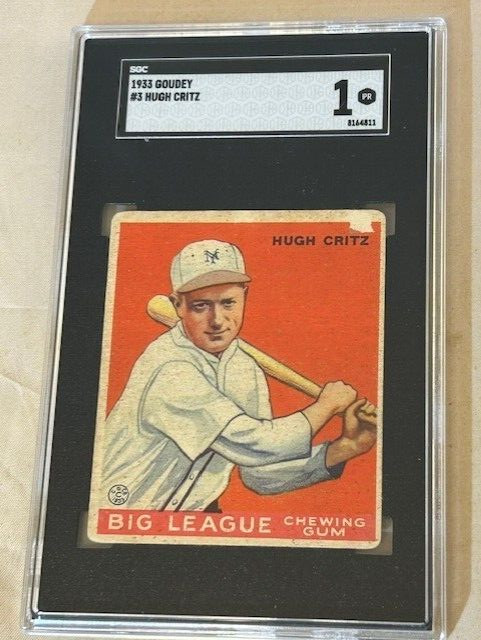 SGC
1933 GOUDEY
#3 HUGH CRITZ
1 PR
8164811
HUGH CRITZ
NY
BIG LEAGUE CHEWING
GUM